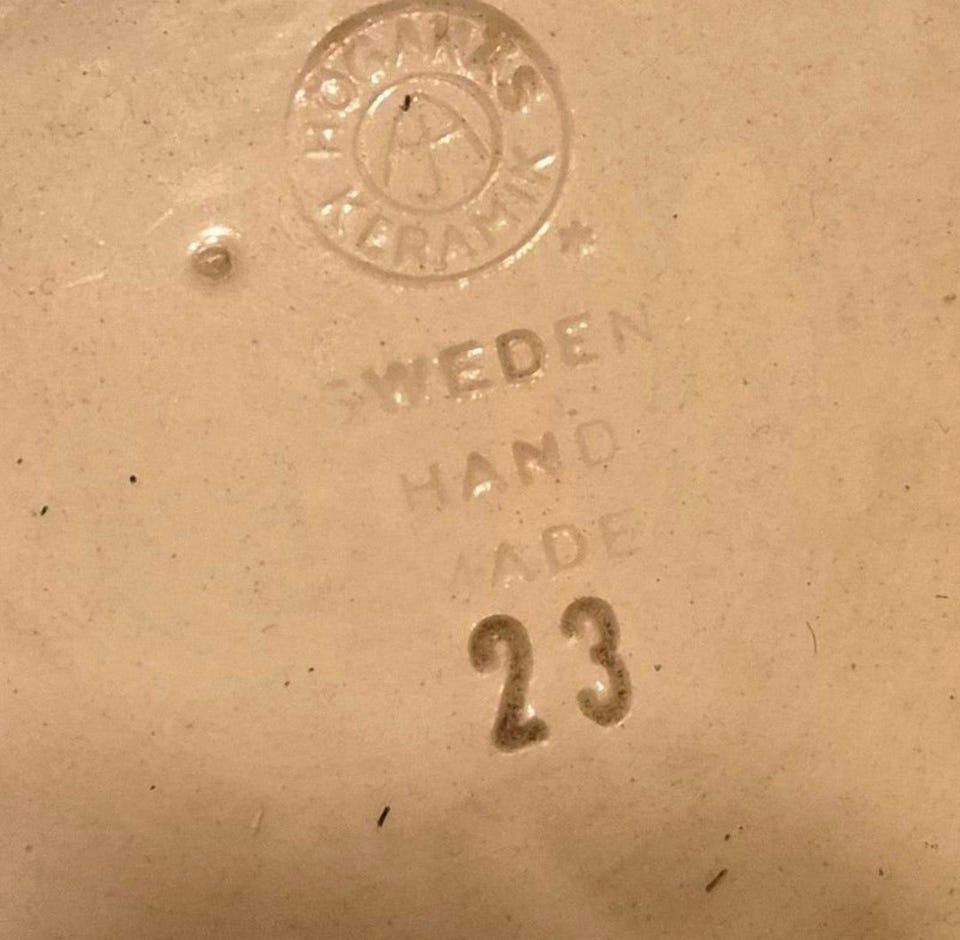 HÖGANÄS
KERAMIK
*
SWEDEN
HAND
MADE
23